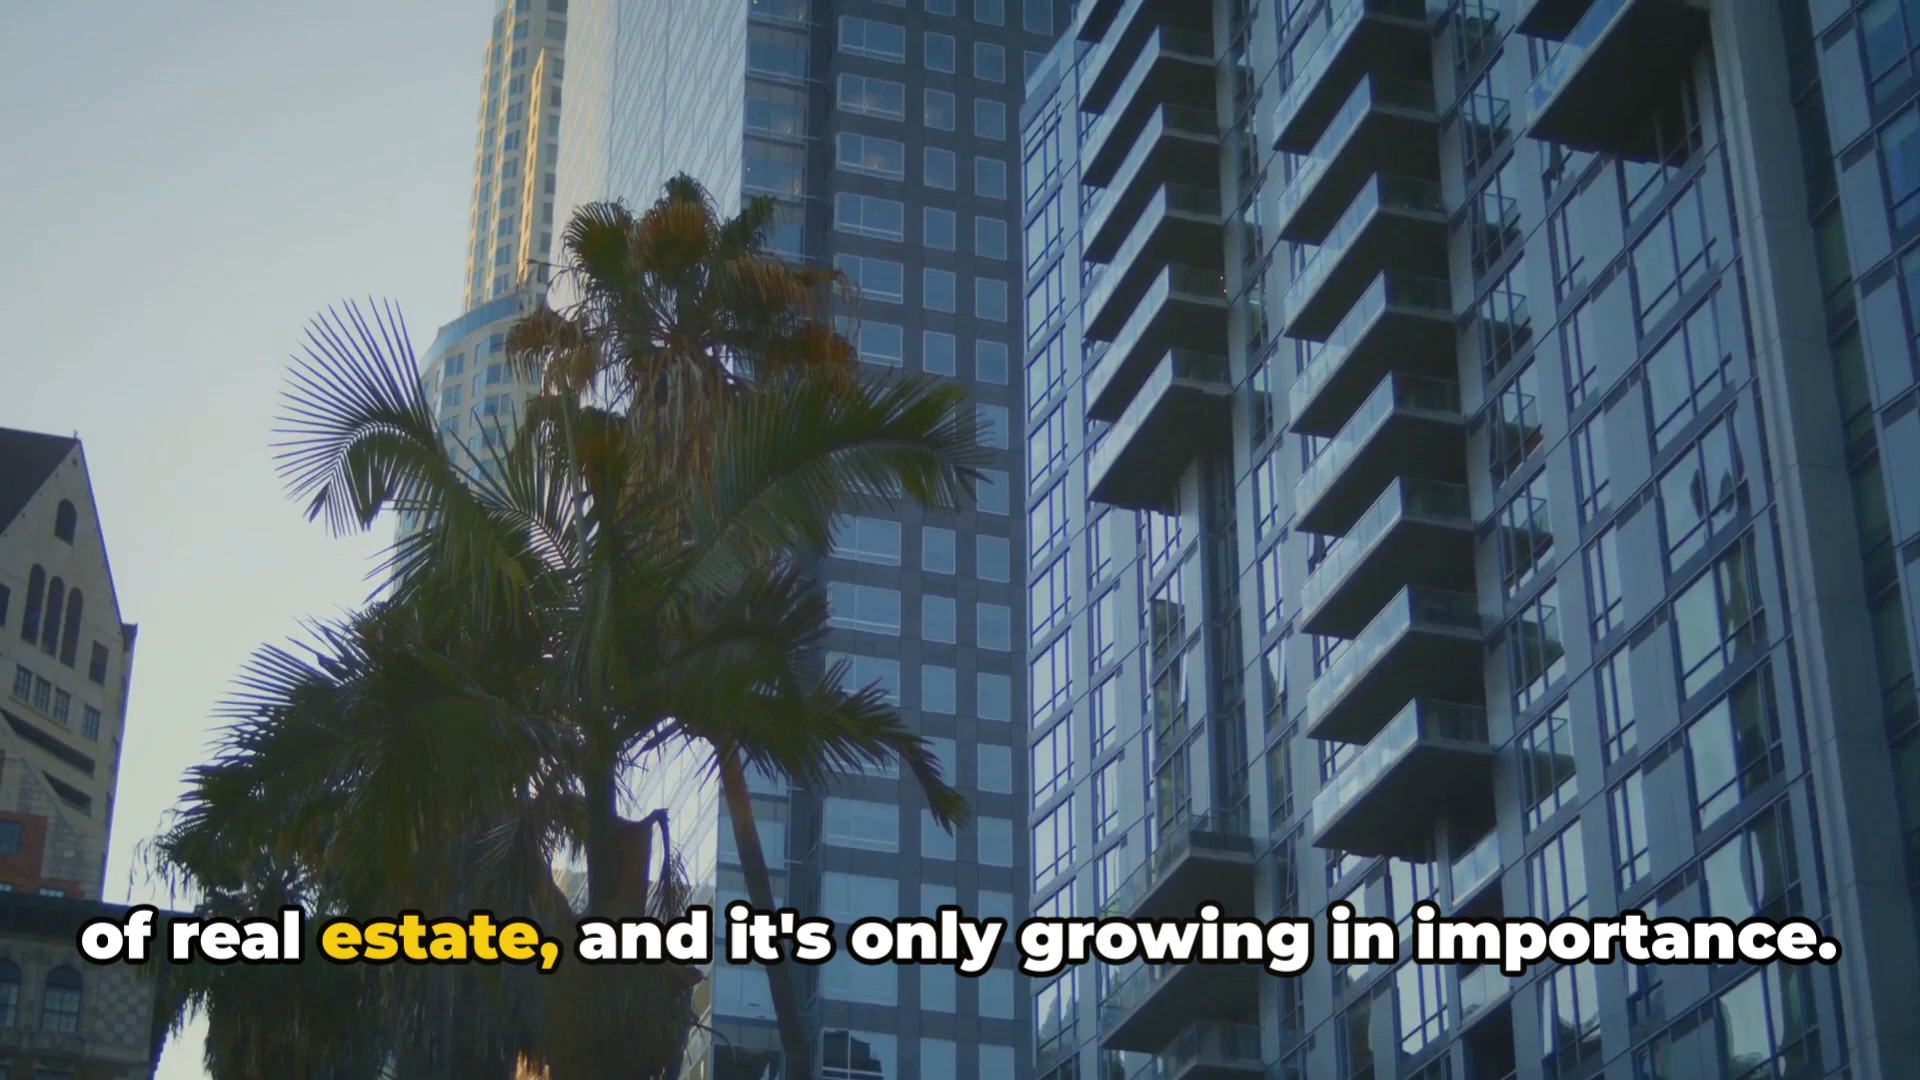 of real estate, and it's only growing in importance.